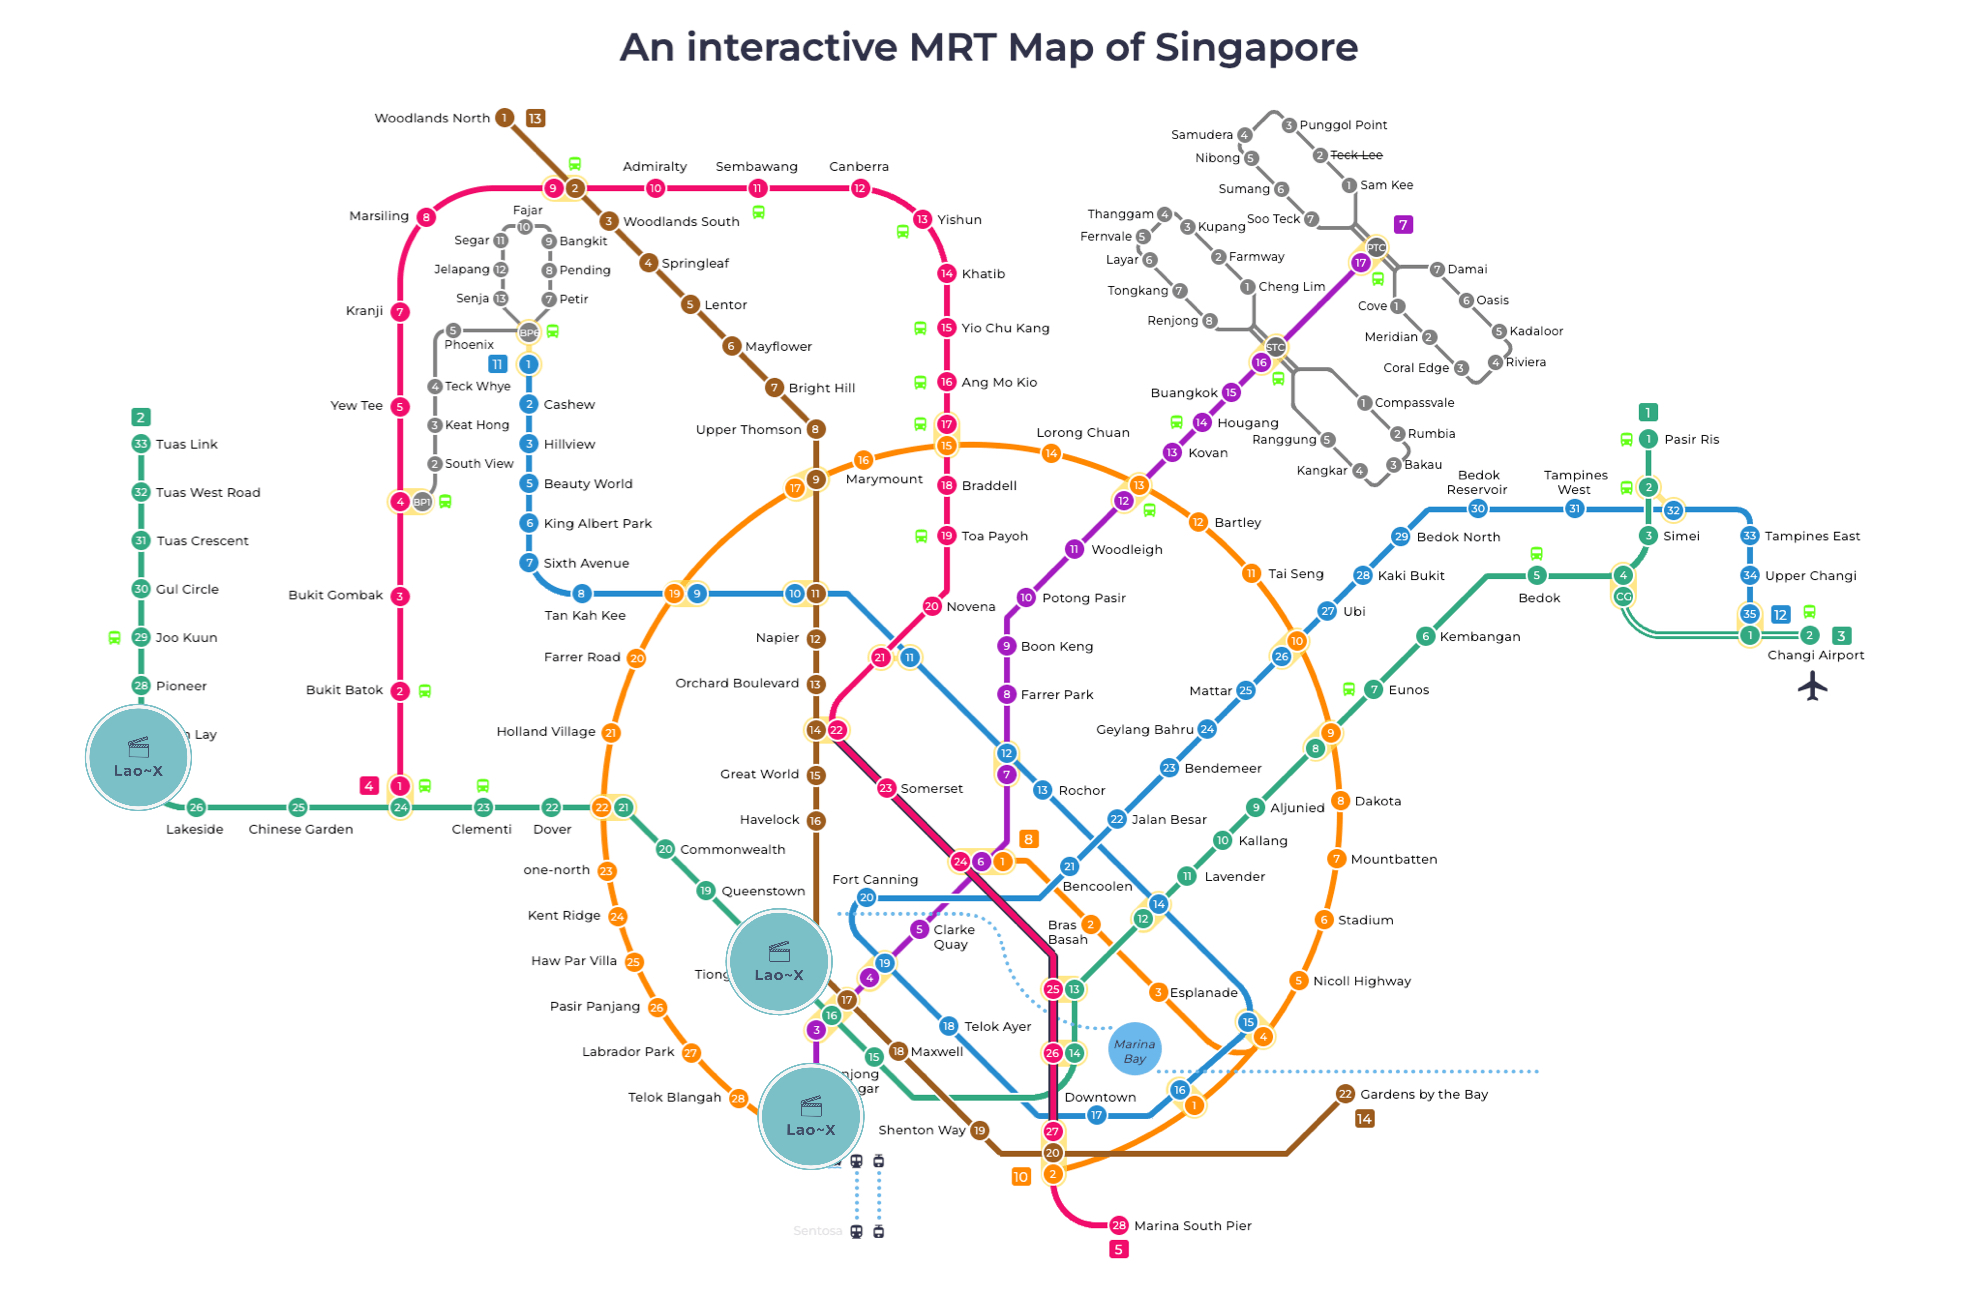 An interactive MRT Map of Singapore
Woodlands North
1
13
9
2
Admiralty
10
Sembawang
11
Canberra
12
13
Yishun
Marsiling
8
3
Woodlands South
4
Springleaf
5
Lentor
6
Mayflower
7
Bright Hill
Upper Thomson
8
14
Khatib
15
Yio Chu Kang
16
Ang Mo Kio
17
15
18
Braddell
19
Toa Payoh
20
Novena
Kranji
7
Yew Tee
5
4
BP1
Bukit Gombak
3
Bukit Batok
2
4
1
24
Fajar
10
Segar
11
9
Bangkit
Jelapang
12
8
Pending
Senja
13
7
Petir
5
Phoenix
BP6
11
1
4
Teck Whye
3
Keat Hong
2
South View
2
Cashew
3
Hillview
5
Beauty World
6
King Albert Park
7
Sixth Avenue
8
Tan Kah Kee
19
9
10
11
Samudera
4
3
Punggol Point
Nibong
5
2
Teck Lee
Sumang
6
1
Sam Kee
Soo Teck
7
PTC
7
17
Thanggam
4
3
Kupang
Fernvale
5
2
Farmway
Layar
6
1
Cheng Lim
Tongkang
7
Renjong
8
STC
16
7
Damai
Cove
1
6
Oasis
Meridian
2
5
Kadaloor
Coral Edge
3
4
Riviera
Buangkok
15
14
Hougang
13
Kovan
1
Compassvale
2
Rumbia
Ranggung
5
3
Bakau
Kangkar
4
2
33
Tuas Link
32
Tuas West Road
31
Tuas Crescent
30
Gul Circle
29
Joo Kuun
28
Pioneer
Lay
Lao~X
26
Lakeside
25
Chinese Garden
23
Clementi
22
Dover
22
21
20
Commonwealth
19
Queenstown
Lao~X
17
9
16
Marymount
14
Lorong Chuan
13
12
12
Bartley
11
Tai Seng
10
26
11
Woodleigh
10
Potong Pasir
9
Boon Keng
8
Farrer Park
12
7
20
Farrer Road
21
Holland Village
23
one-north
24
Kent Ridge
25
Haw Par Villa
26
Pasir Panjang
27
Labrador Park
28
Telok Blangah
Lao~X
Napier
12
Orchard Boulevard
13
14
22
Great World
15
Havelock
16
21
11
23
Somerset
24
6
1
8
13
Rochor
Fort Canning
20
5
Clarke
Quay
19
4
17
16
3
18
Telok Ayer
18
Maxwell
15
Shenton Way
19
21
Bencoolen
22
Jalan Besar
23
Bendemeer
24
Geylang Bahru
25
Mattar
27
Ubi
28
Kaki Bukit
29
Bedok North
30
Bedok
Reservoir
31
Tampines
West
32
1
1
Pasir Ris
2
3
Simei
33
Tampines East
34
Upper Changi
35
12
1
2
3
Changi Airport
4
CG
5
Bedok
6
Kembangan
7
Eunos
9
8
9
Aljunied
10
Kallang
11
Lavender
14
12
8
Dakota
7
Mountbatten
6
Stadium
5
Nicoll Highway
15
4
Bras
Basah
2
3
Esplanade
25
13
26
14
Marina
Bay
16
1
Downtown
17
27
20
2
10
22
Gardens by the Bay
14
28
Marina South Pier
5
Sentosa